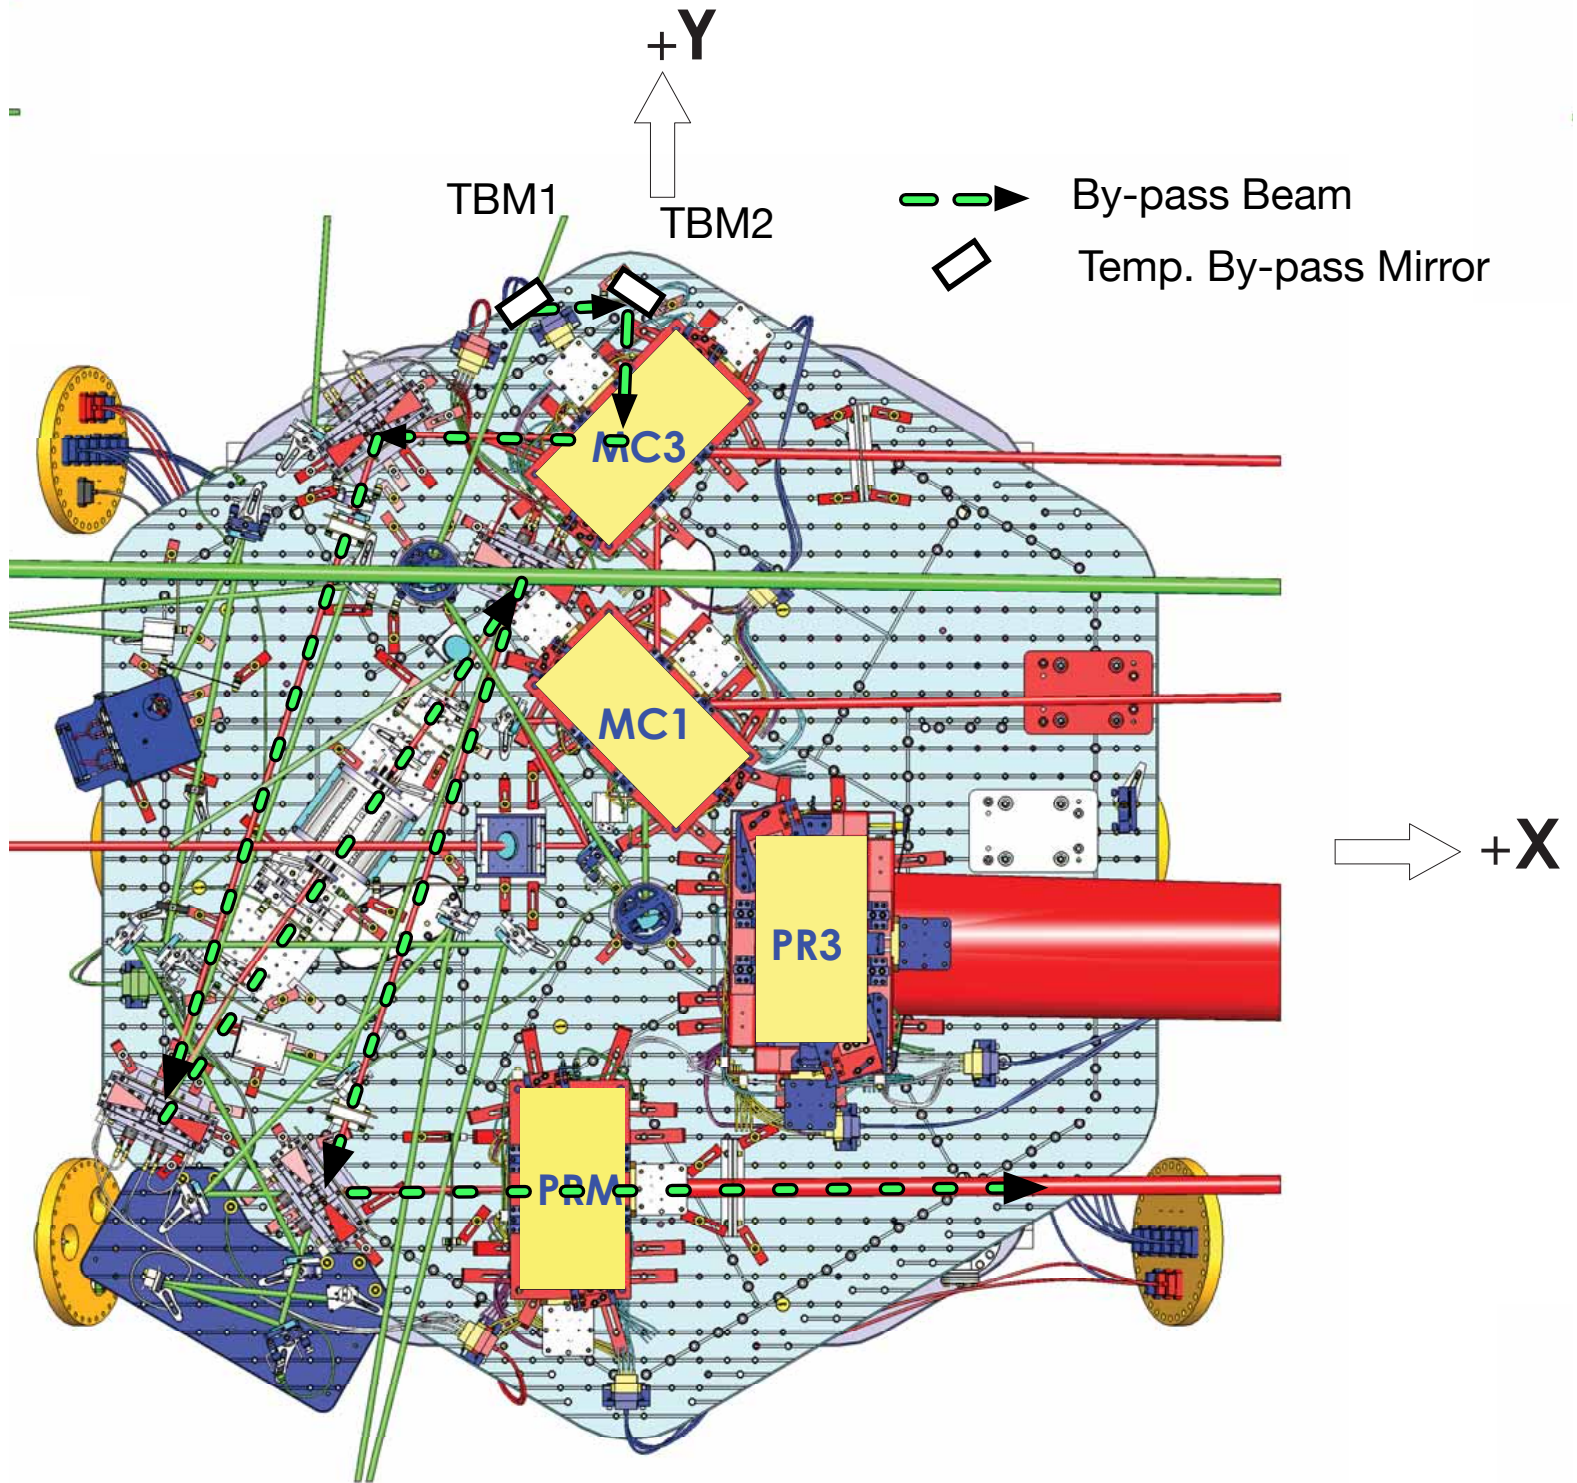 +Y
TBM1
TBM2
By-pass Beam
Temp. By-pass Mirror
MC3
MC1
+X
PR3
PRM